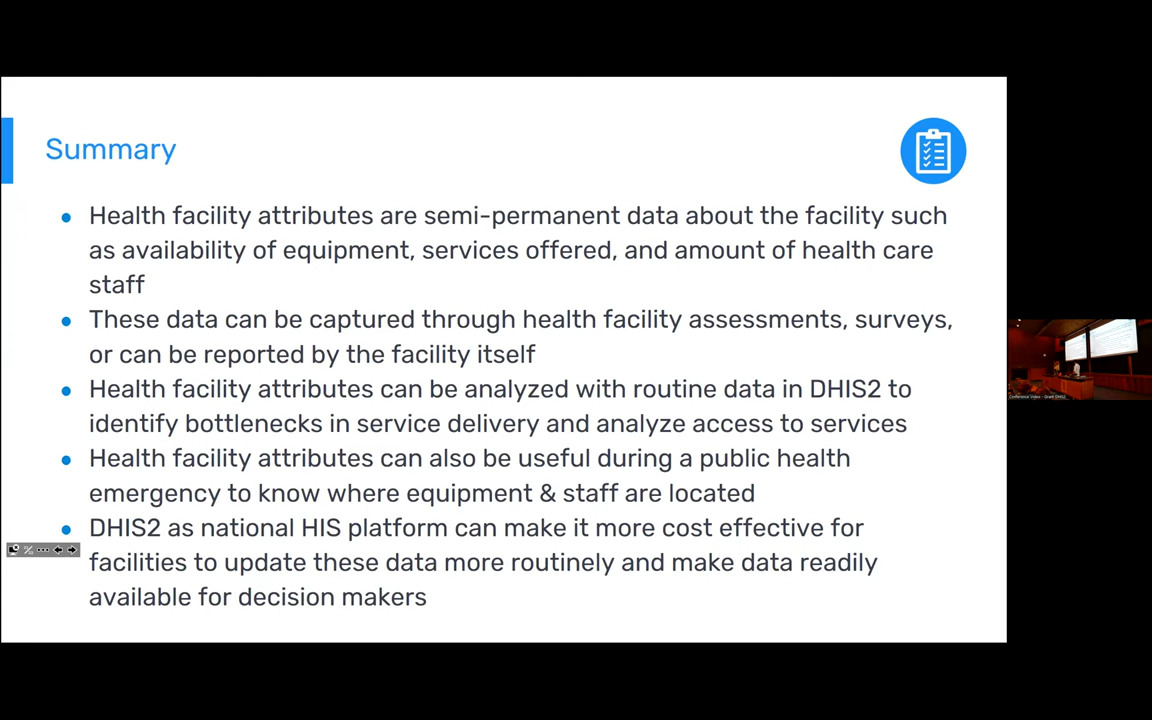 Summary
Health facility attributes are semi-permanent data about the facility such
as availability of equipment, services offered, and amount of health care
staff
These data can be captured through health facility assessments, surveys,
or can be reported by the facility itself
Health facility attributes can be analyzed with routine data in DHIS2 to
identify bottlenecks in service delivery and analyze access to services
Health facility attributes can also be useful during a public health
emergency to know where equipment & staff are located
DHIS2 as national HIS platform can make it more cost effective for
facilities to update these data more routinely and make data readily
available for decision makers